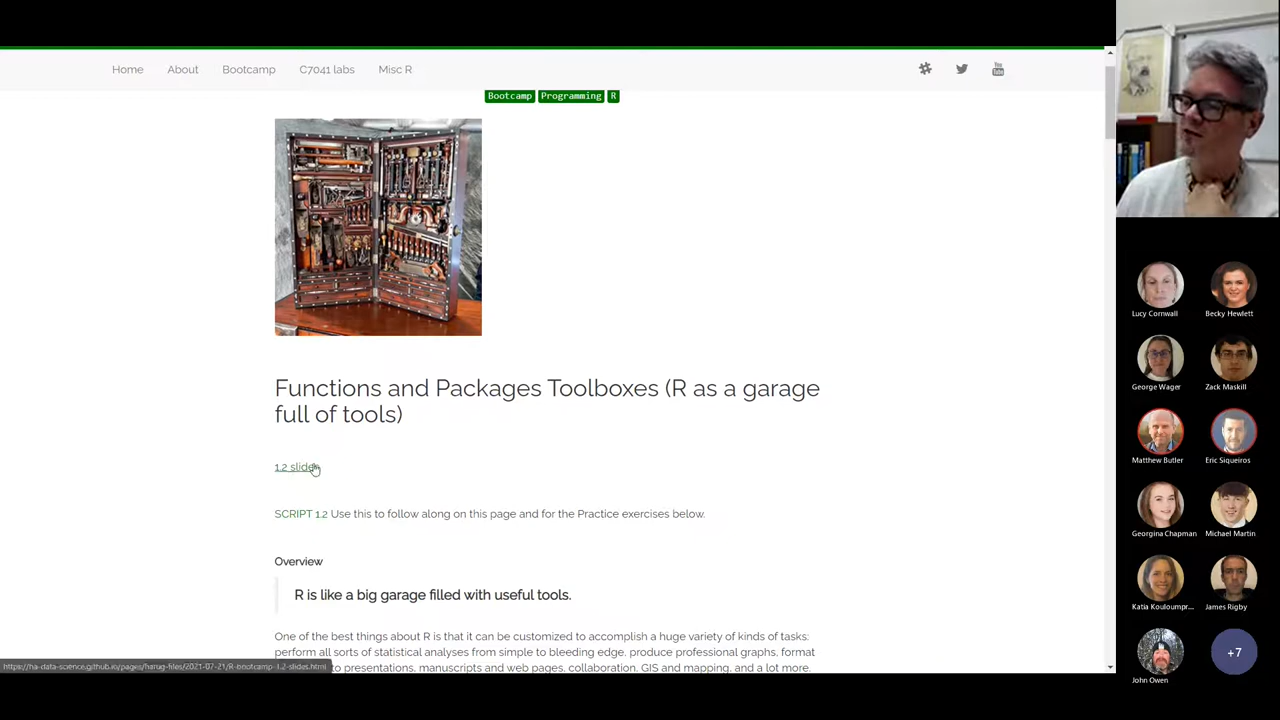 Home About Bootcamp C7041 labs Misc R
Bootcamp Programming R
Functions and Packages Toolboxes (R as a garage
full of tools)
1.2 slides
SCRIPT 1.2 Use this to follow along on this page and for the Practice exercises below.
Overview
R is like a big garage filled with useful tools.
One of the best things about R is that it can be customized to accomplish a huge variety of kinds of tasks:
perform all sorts of statistical analyses from simple to bleeding edge, produce professional graphs, format
to presentations, manuscripts and web pages, collaboration, GIS and mapping, and a lot more.
You Tube
Lucy Cornwall Becky Hewlett
George Wager Zack Maskill
Matthew Butler Eric Siqueiros
Georgina Chapman Michael Martin
Katia Kouloumpr... James Rigby
John Owen +7